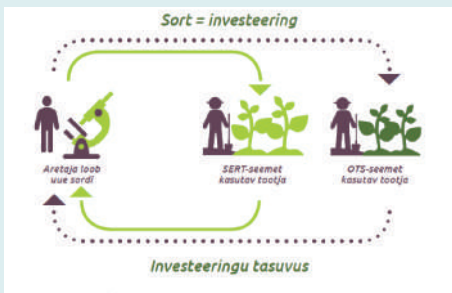 Sort = investeering
Aretaja loob
uue sordi
SERT-seemet
kasutav tootja
OTS-seemet
kasutav tootja
Investeeringu tasuvus